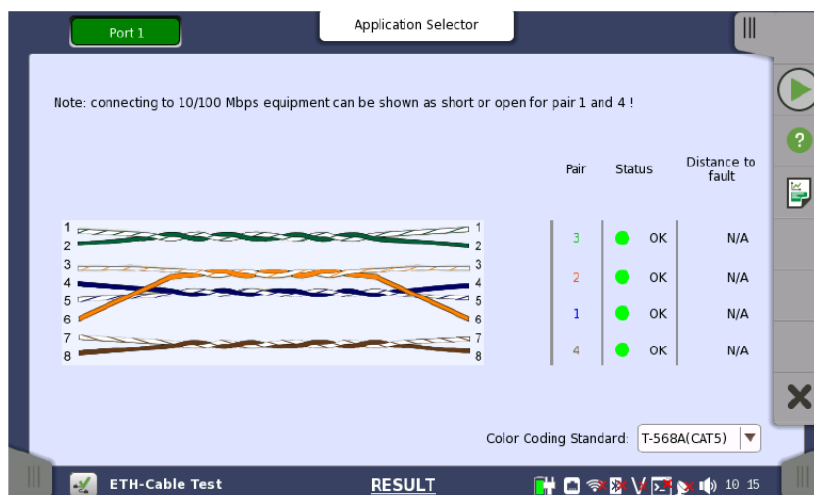 Port 1
Application Selector
Note: connecting to 10/100 Mbps equipment can be shown as short or open for pair 1 and 4 !
Pair Status Distance to fault
1 1
2 2
3 3
4 4
5 5
6 6
7 7
8 8
3 OK N/A
2 OK N/A
1 OK N/A
4 OK N/A
Color Coding Standard: T-568A(CAT5)
ETH-Cable Test RESULT 10 15